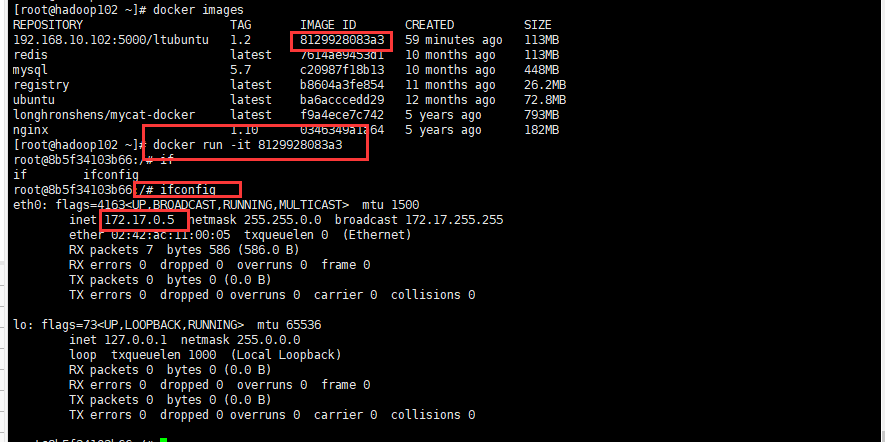 [root@hadoop102 ~]# docker images
REPOSITORY TAG IMAGE ID CREATED SIZE
192.168.10.102:5000/ltubuntu 1.2 8129928083a3 59 minutes ago 113MB
redis latest 7614ae9453d1 10 months ago 113MB
mysql 5.7 c20987f18b13 10 months ago 448MB
registry latest b8604a3fe854 11 months ago 26.2MB
ubuntu latest ba6acccedd29 12 months ago 72.8MB
longhronshens/mycat-docker latest f9a4ece7c742 5 years ago 793MB
nginx 1.10 0346349a1a64 5 years ago 182MB
[root@hadoop102 ~]# docker run -it 8129928083a3
root@8b5f34103b66:/# if
if ifconfig
root@8b5f34103b66:/# ifconfig
eth0: flags=4163<UP,BROADCAST,RUNNING,MULTICAST> mtu 1500
inet 172.17.0.5 netmask 255.255.0.0 broadcast 172.17.255.255
ether 02:42:ac:11:00:05 txqueuelen 0 (Ethernet)
RX packets 7 bytes 586 (586.0 B)
RX errors 0 dropped 0 overruns 0 frame 0
TX packets 0 bytes 0 (0.0 B)
TX errors 0 dropped 0 overruns 0 carrier 0 collisions 0
lo: flags=73<UP,LOOPBACK,RUNNING> mtu 65536
inet 127.0.0.1 netmask 255.0.0.0
loop txqueuelen 1000 (Local Loopback)
RX packets 0 bytes 0 (0.0 B)
RX errors 0 dropped 0 overruns 0 frame 0
TX packets 0 bytes 0 (0.0 B)
TX errors 0 dropped 0 overruns 0 carrier 0 collisions 0
root@8b5f34103b66:/#